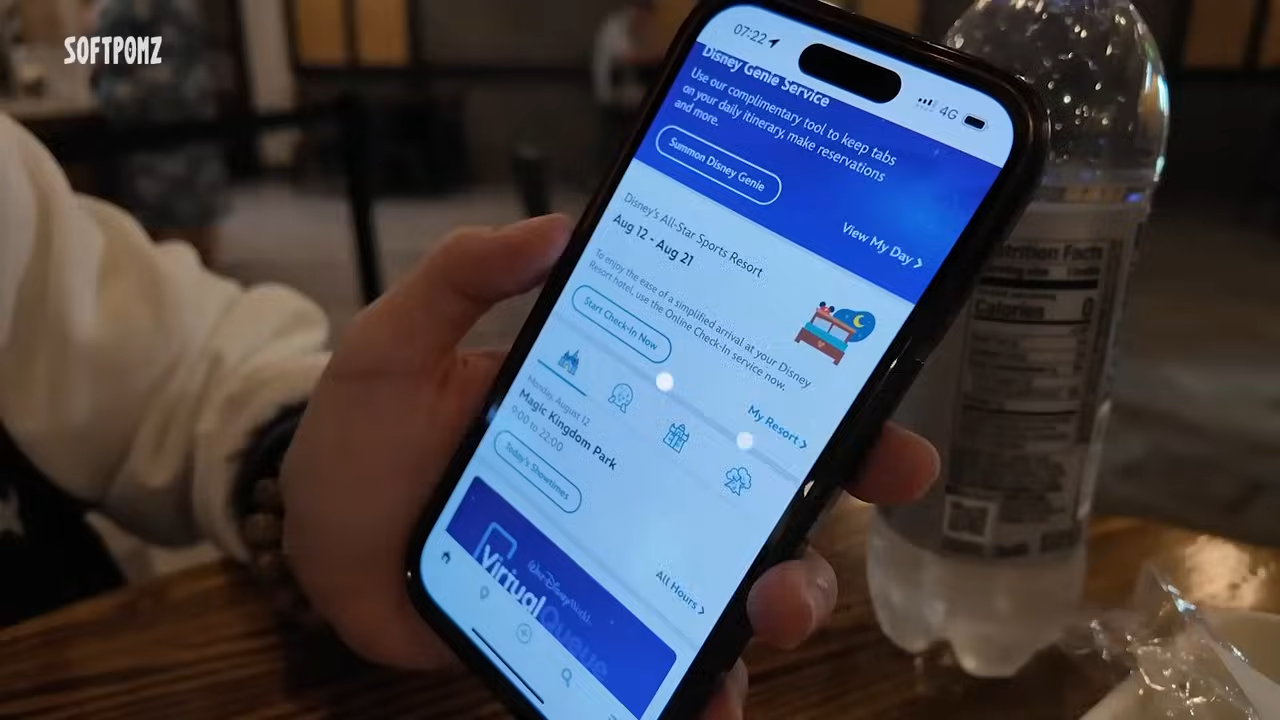 SOFTPOMZ
07:22
4G
Disney Genie Service
Use our complimentary tool to keep tabs
on your daily itinerary, make reservations
and more.
Summon Disney Genie
View My Day >
Disney's All-Star Sports Resort
Aug 12 - Aug 21
To enjoy the ease of a simplified arrival at your Disney
Resort hotel, use the Online Check-In service now.
Start Check-In Now
My Resort >
Monday, August 12
Magic Kingdom Park
9:00 to 22:00
Today's Showtimes
All Hours >
Walt Disney World
Virtual Queue
Nutrition Facts
Calories 0